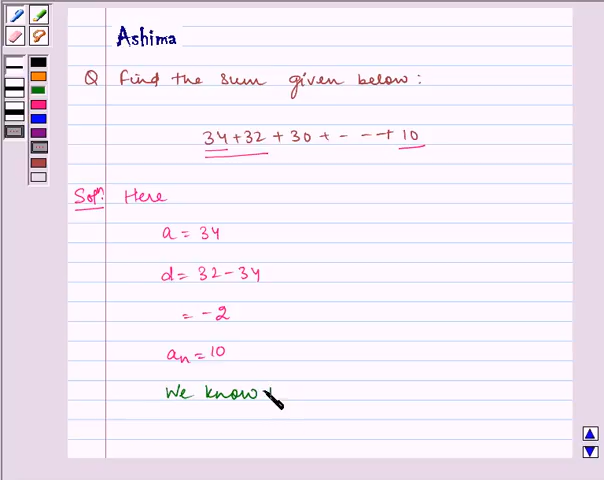 Ashima
Q Find the sum given below:
34+32 + 30 + - - -+ 10
Solⁿ. Here
a = 34
d = 32-34
= -2
aₙ = 10
We know